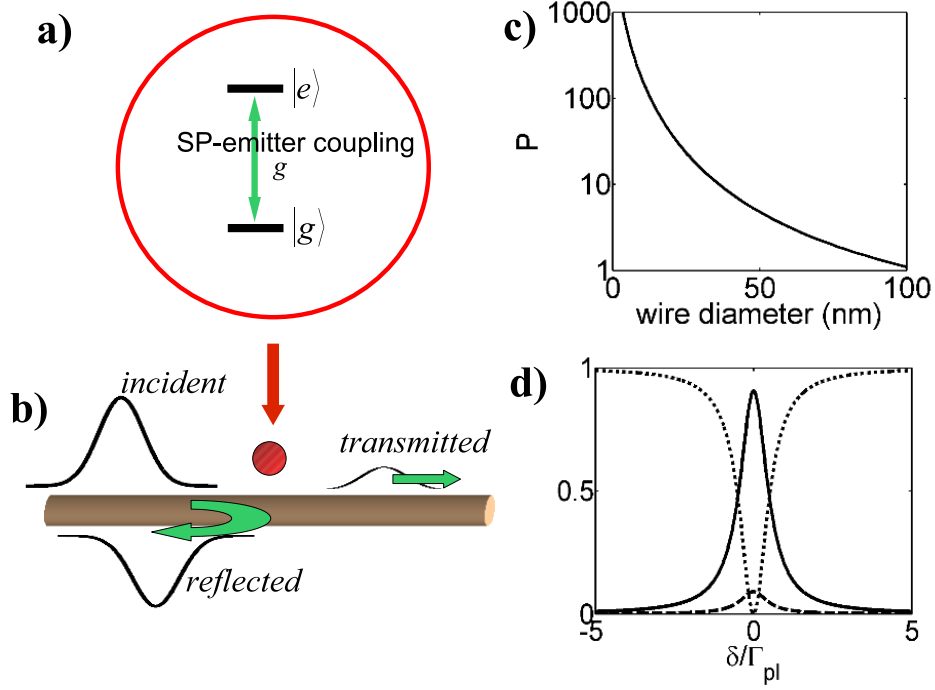 a)
|e⟩
SP-emitter coupling
g
|g⟩
b)
incident
transmitted
reflected
c)
1000
100
10
1
P
0
50
100
wire diameter (nm)
d)
1
0.5
0
-5
0
5
δ/Γpl